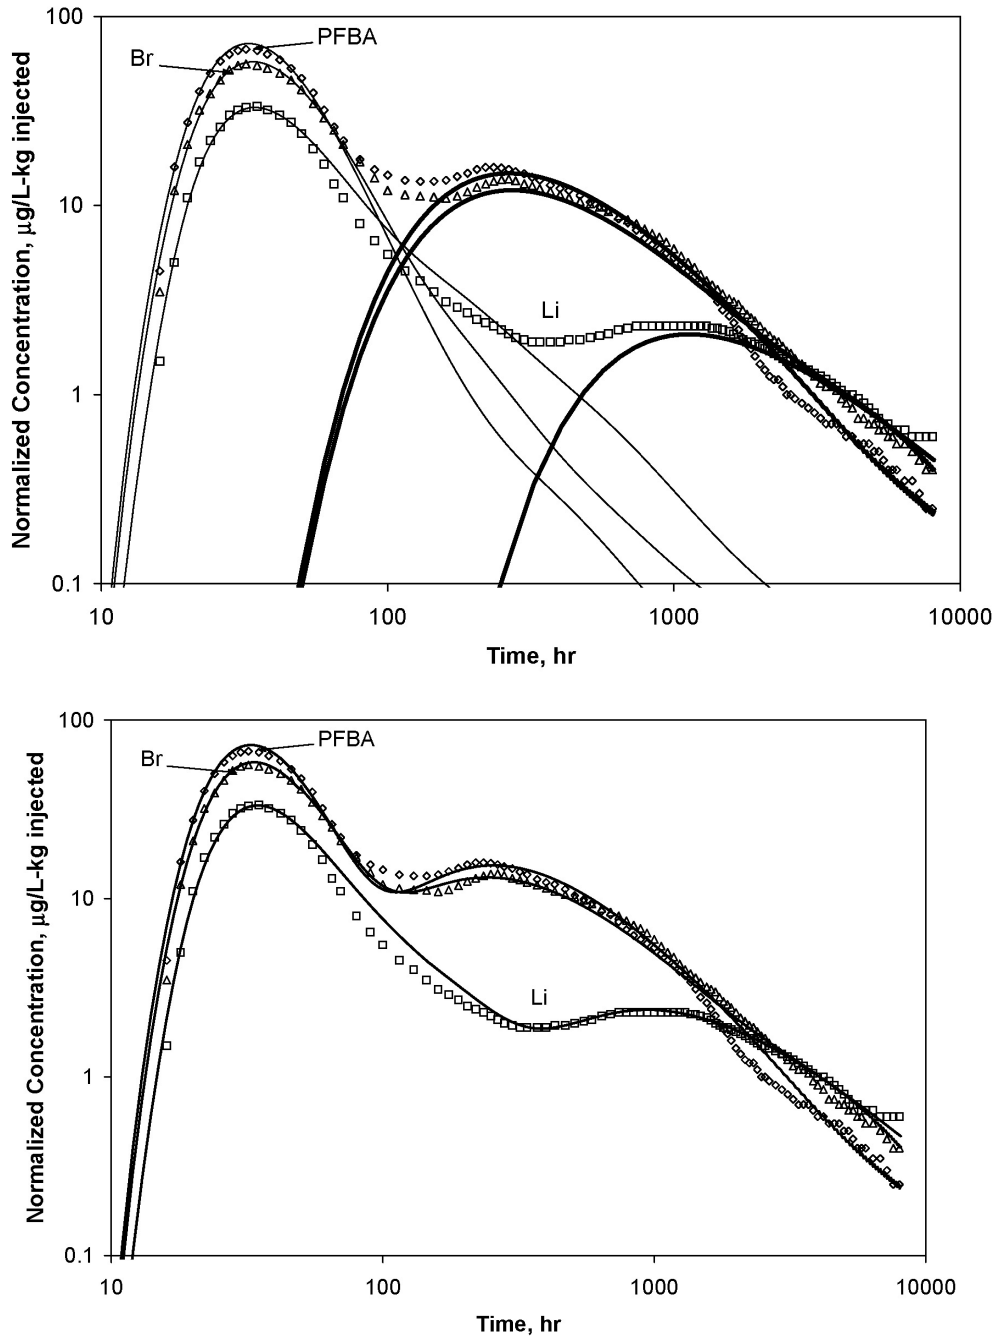 100
PFBA
Br
10
Li
1
0.1
10 100 1000 10000
Normalized Concentration, µg/L-kg injected
Time, hr
100
PFBA
Br
10
Li
1
0.1
10 100 1000 10000
Normalized Concentration, µg/L-kg injected
Time, hr